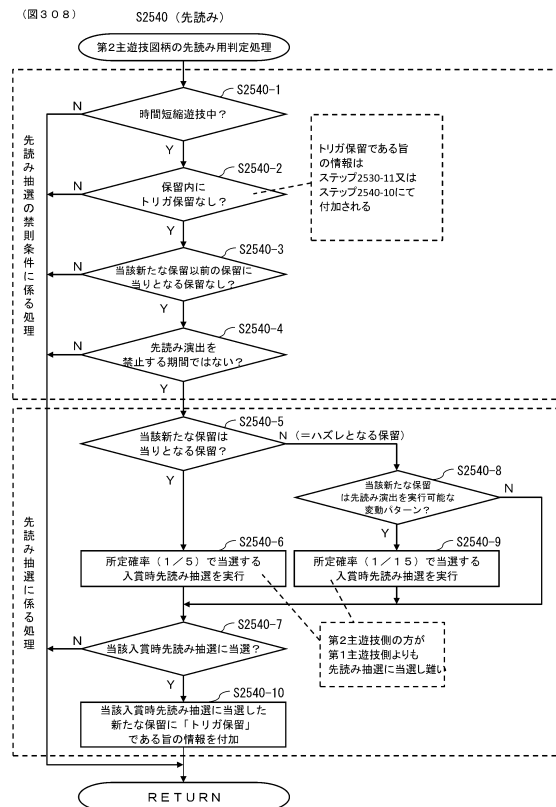 (図308)
S2540 (先読み)
第2主遊技図柄の先読み用判定処理
先読み抽選の禁則条件に係る処理
S2540-1
N
時間短縮遊技中?
Y
S2540-2
N
保留内に
トリガ保留なし?
Y
トリガ保留である旨
の情報は
ステップ2530-11又は
ステップ2540-10にて
付加される
S2540-3
N
当該新たな保留以前の保留に
当りとなる保留なし?
Y
S2540-4
N
先読み演出を
禁止する期間ではない?
Y
先読み抽選に係る処理
S2540-5
当該新たな保留は
当りとなる保留?
N (=ハズレとなる保留)
Y
S2540-8
当該新たな保留
は先読み演出を実行可能な
変動パターン?
N
Y
S2540-6
所定確率(1/5)で当選する
入賞時先読み抽選を実行
S2540-9
所定確率(1/15)で当選する
入賞時先読み抽選を実行
S2540-7
N
当該入賞時先読み抽選に当選?
Y
第2主遊技側の方が
第1主遊技側よりも
先読み抽選に当選し難い
S2540-10
当該入賞時先読み抽選に当選した
新たな保留に「トリガ保留」
である旨の情報を付加
RETURN